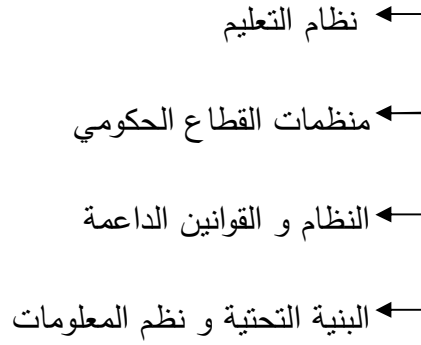 نظام التعليم
منظمات القطاع الحكومي
النظام و القوانين الداعمة
البنية التحتية و نظم المعلومات